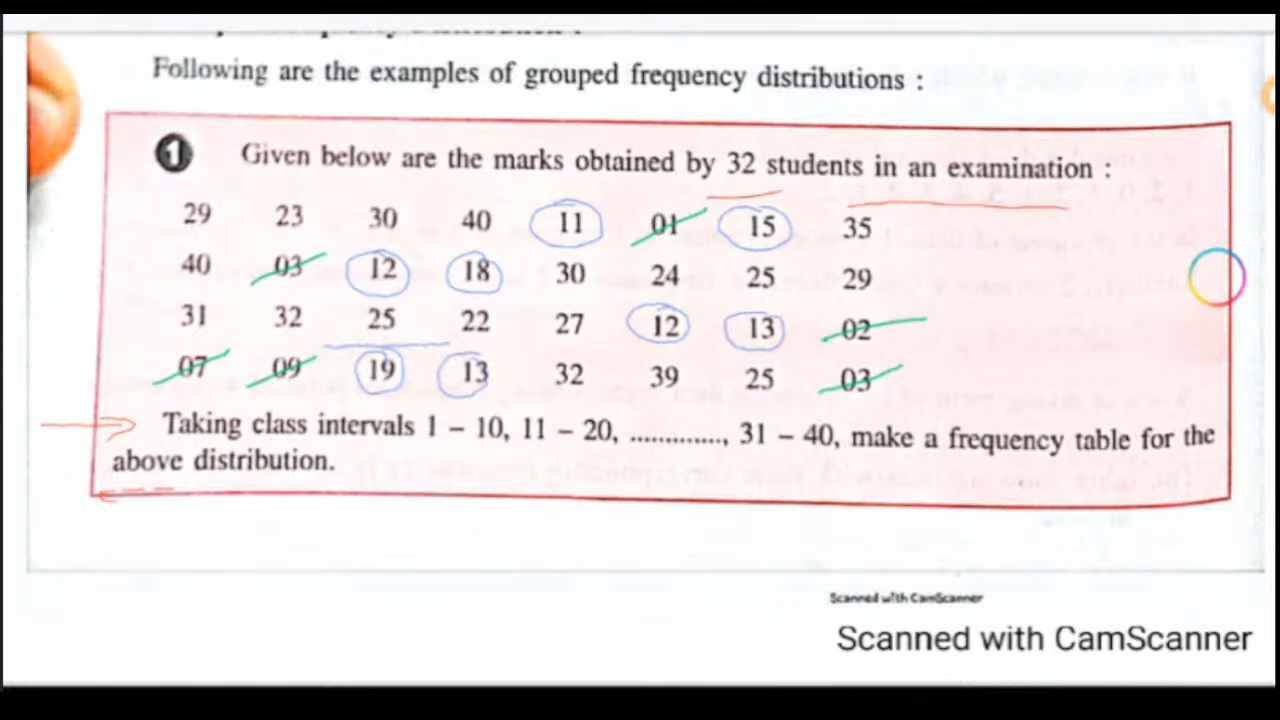 Following are the examples of grouped frequency distributions :
1 Given below are the marks obtained by 32 students in an examination :
29 23 30 40 11 01 15 35
40 03 12 18 30 24 25 29
31 32 25 22 27 12 13 02
07 09 19 13 32 39 25 03
Taking class intervals 1 – 10, 11 – 20, ............., 31 – 40, make a frequency table for the
above distribution.
Scanned with CamScanner
Scanned with CamScanner